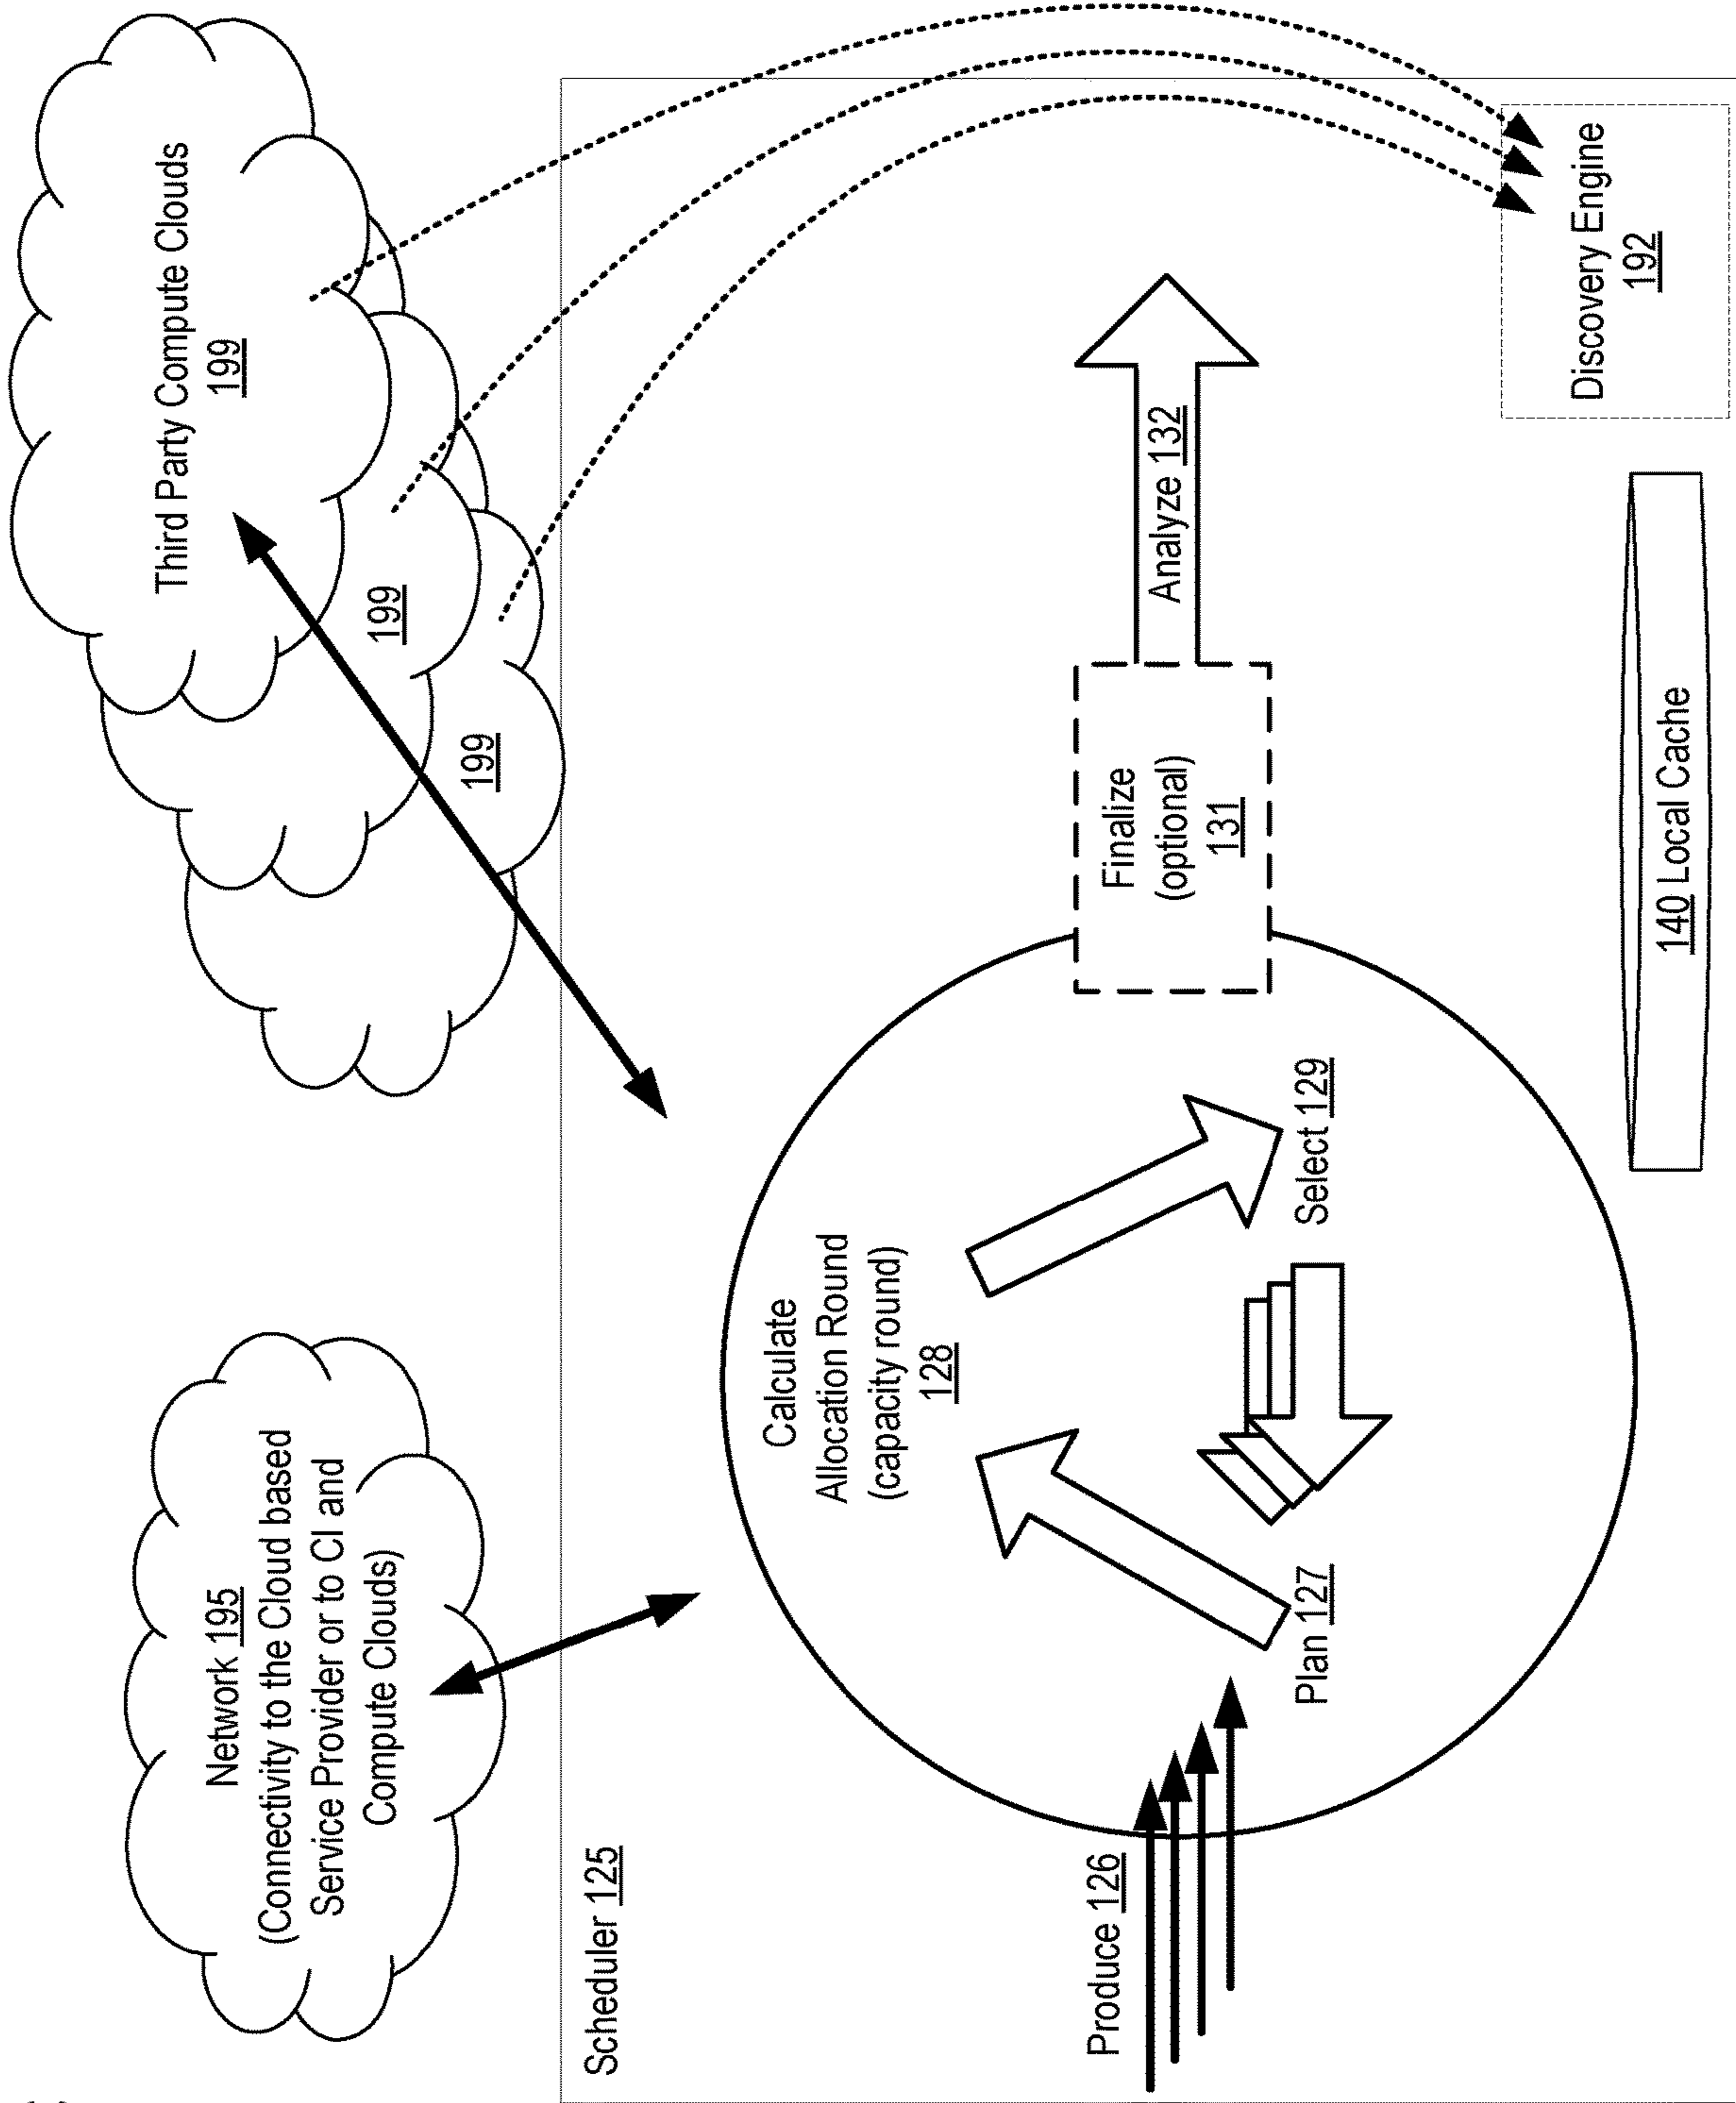 Network 195
(Connectivity to the Cloud based
Service Provider or to CI and
Compute Clouds)
Third Party Compute Clouds
199
199
199
Scheduler 125
Calculate
Allocation Round
(capacity round)
128
Produce 126
Plan 127
Select 129
Finalize
(optional)
131
Analyze 132
140 Local Cache
Discovery Engine
192